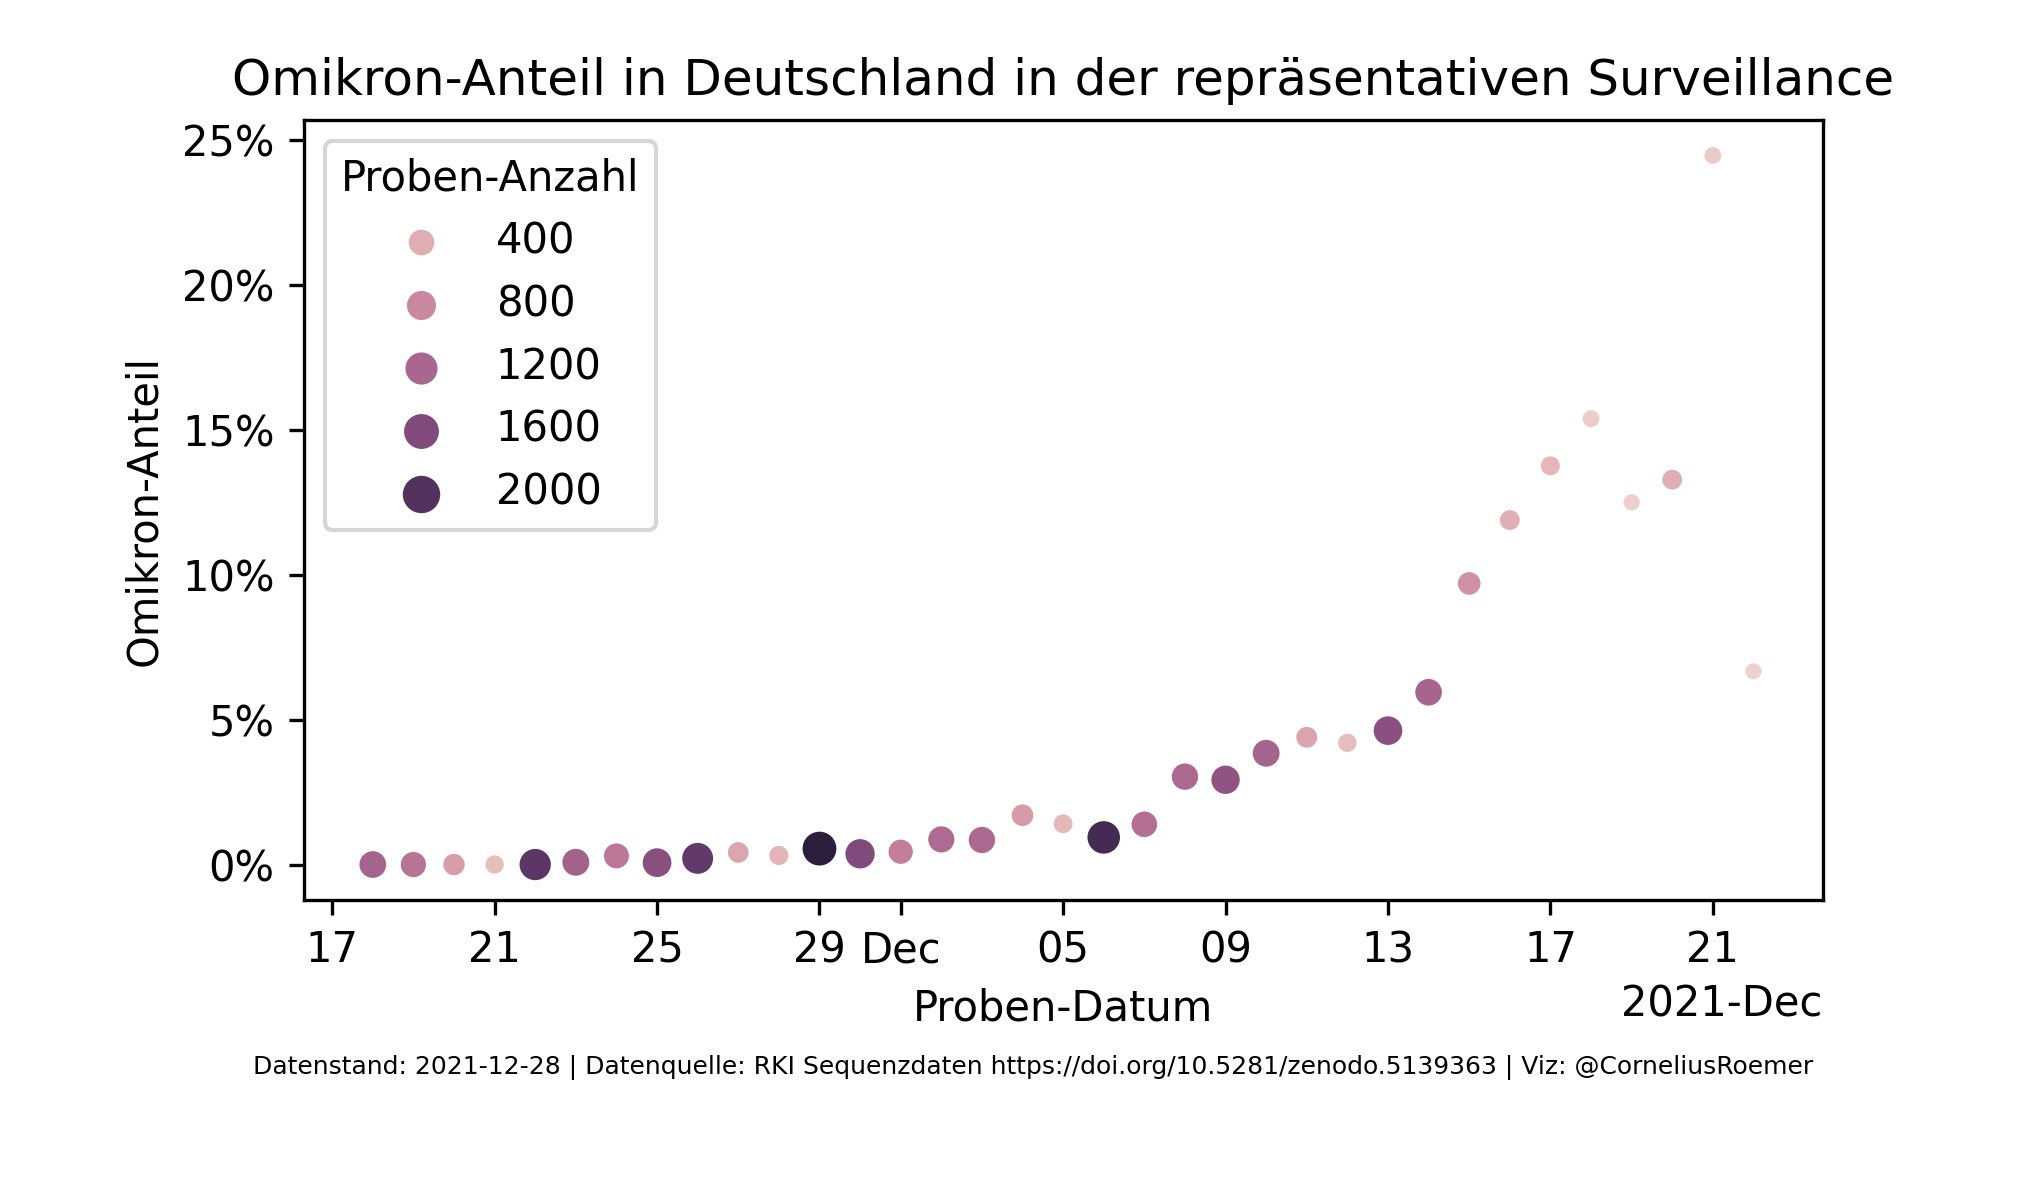 Omikron-Anteil in Deutschland in der repräsentativen Surveillance
25%
20%
15%
10%
5%
0%
Omikron-Anteil
Proben-Anzahl
400
800
1200
1600
2000
17 21 25 29 Dec 05 09 13 17 21
Proben-Datum
2021-Dec
Datenstand: 2021-12-28 | Datenquelle: RKI Sequenzdaten https://doi.org/10.5281/zenodo.5139363 | Viz: @CorneliusRoemer